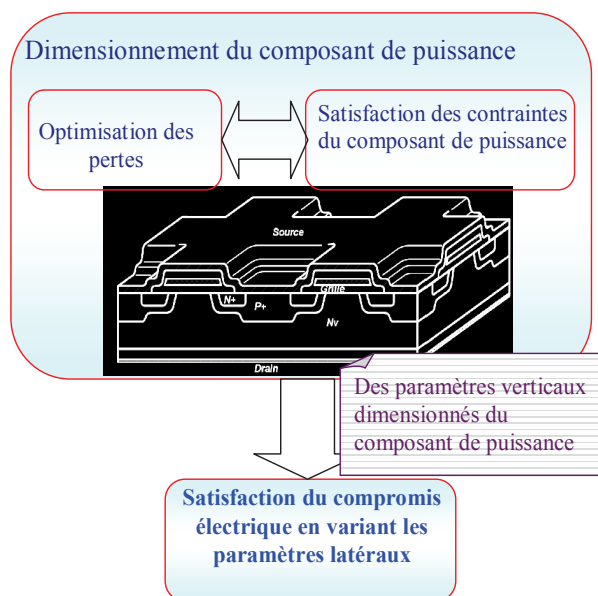 Dimensionnement du composant de puissance
Optimisation des
pertes
Satisfaction des contraintes
du composant de puissance
Source
Grille
N+
P+
Nv
Drain
Des paramètres verticaux
dimensionnés du
composant de puissance
Satisfaction du compromis
électrique en variant les
paramètres latéraux